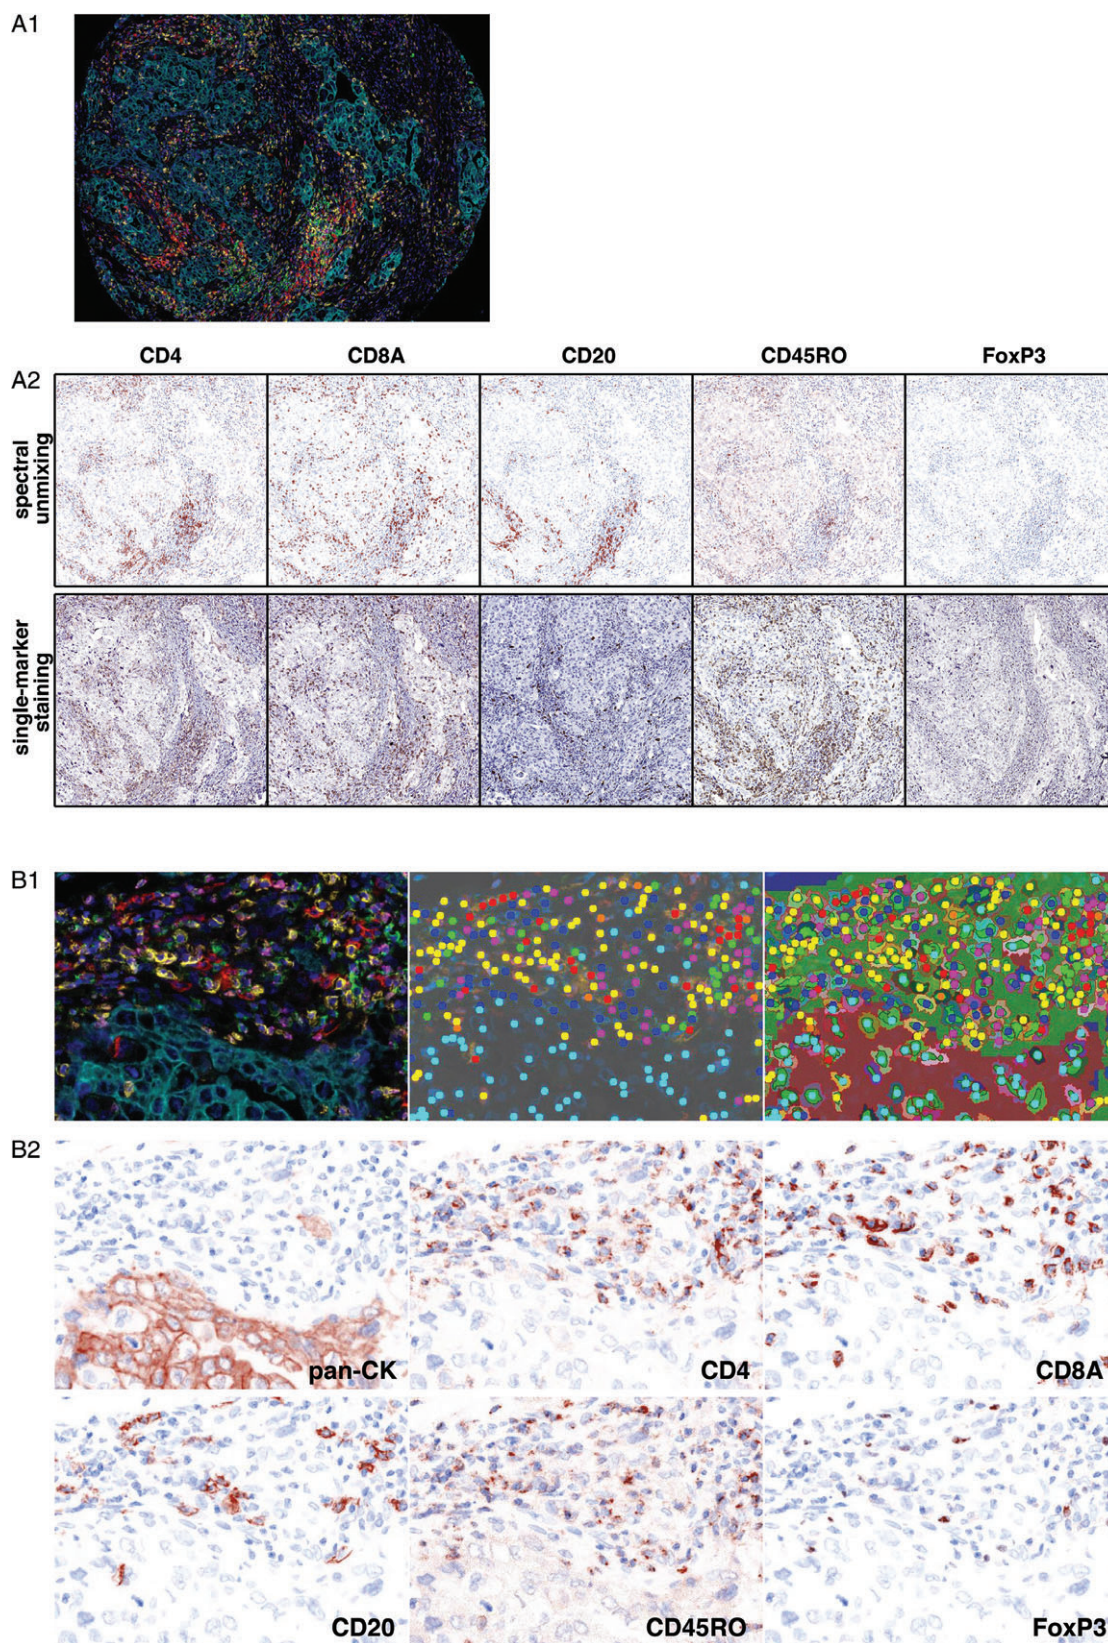 A1
CD4 CD8A CD20 CD45RO FoxP3
A2
spectral
unmixing
single-marker
staining
B1
B2
pan-CK CD4 CD8A
CD20 CD45RO FoxP3